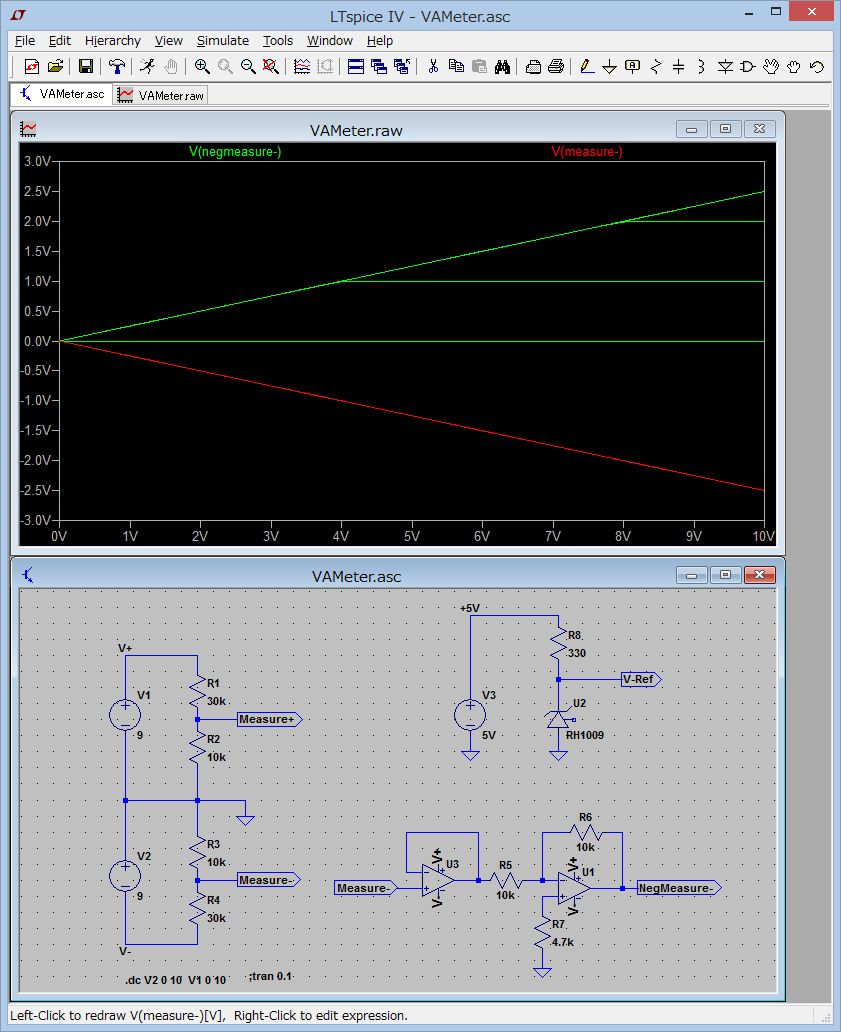 LTspice IV - VAMeter.asc
File Edit Hierarchy View Simulate Tools Window Help
VAMeter.asc VAMeter.raw
VAMeter.raw
V(negmeasure-) V(measure-)
3.0V
2.5V
2.0V
1.5V
1.0V
0.5V
0.0V
-0.5V
-1.0V
-1.5V
-2.0V
-2.5V
-3.0V
0V 1V 2V 3V 4V 5V 6V 7V 8V 9V 10V
VAMeter.asc
+5V
R8
330
V-Ref
V3
5V
U2
RH1009
V+
V1
9
R1
30k
Measure+
R2
10k
V2
9
R3
10k
Measure-
R4
30k
V-
Measure-
V+
U3
V-
R5
10k
R6
10k
V+
U1
V-
NegMeasure-
R7
4.7k
.dc V2 0 10 V1 0 10
;tran 0.1
Left-Click to redraw V(measure-)[V], Right-Click to edit expression.